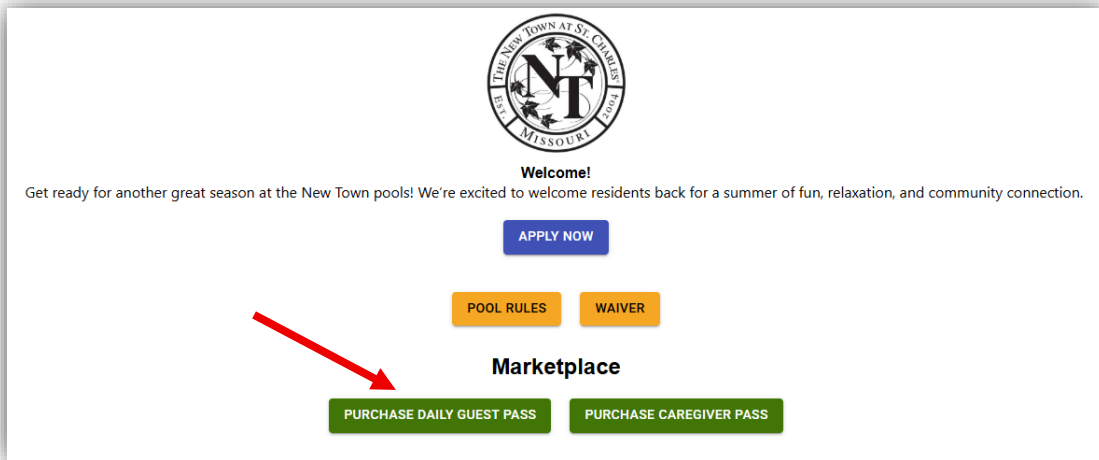 THE NEW TOWN AT ST. CHARLES®
NT
EST. 2004
MISSOURI
Welcome!
Get ready for another great season at the New Town pools! We're excited to welcome residents back for a summer of fun, relaxation, and community connection.
APPLY NOW
POOL RULES WAIVER
Marketplace
PURCHASE DAILY GUEST PASS PURCHASE CAREGIVER PASS